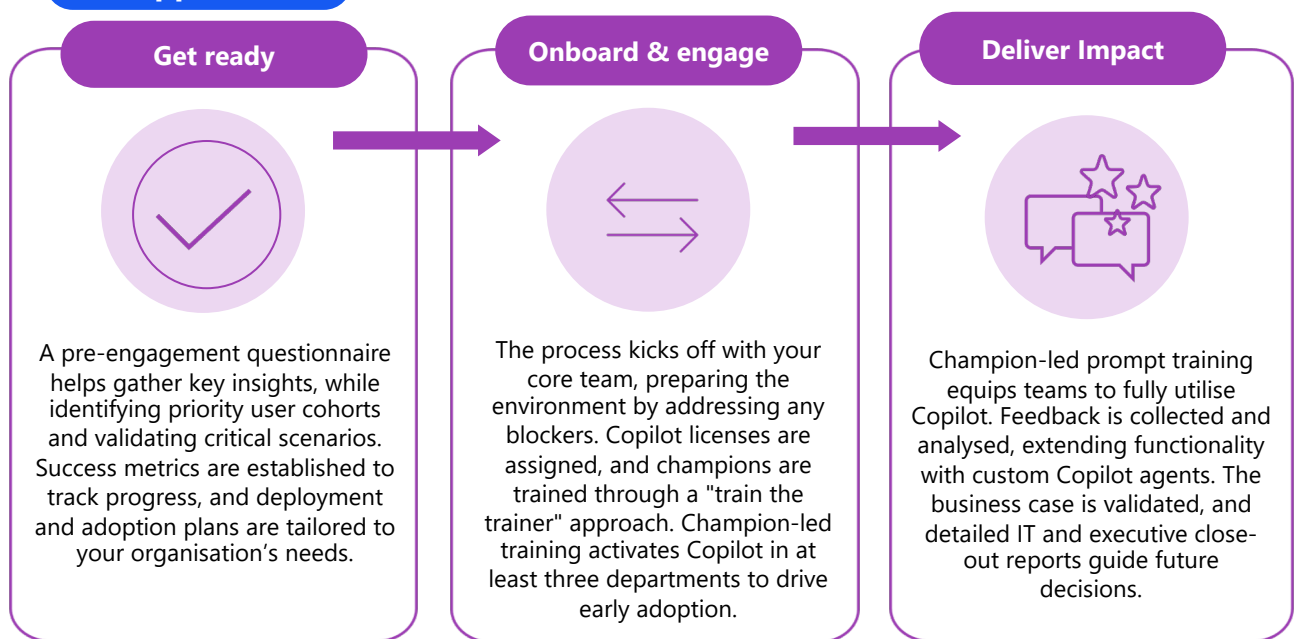 Get ready
A pre-engagement questionnaire
helps gather key insights, while
identifying priority user cohorts
and validating critical scenarios.
Success metrics are established to
track progress, and deployment
and adoption plans are tailored to
your organisation’s needs.
Onboard & engage
The process kicks off with your
core team, preparing the
environment by addressing any
blockers. Copilot licenses are
assigned, and champions are
trained through a "train the
trainer" approach. Champion-led
training activates Copilot in at
least three departments to drive
early adoption.
Deliver Impact
Champion-led prompt training
equips teams to fully utilise
Copilot. Feedback is collected and
analysed, extending functionality
with custom Copilot agents. The
business case is validated, and
detailed IT and executive close-
out reports guide future
decisions.